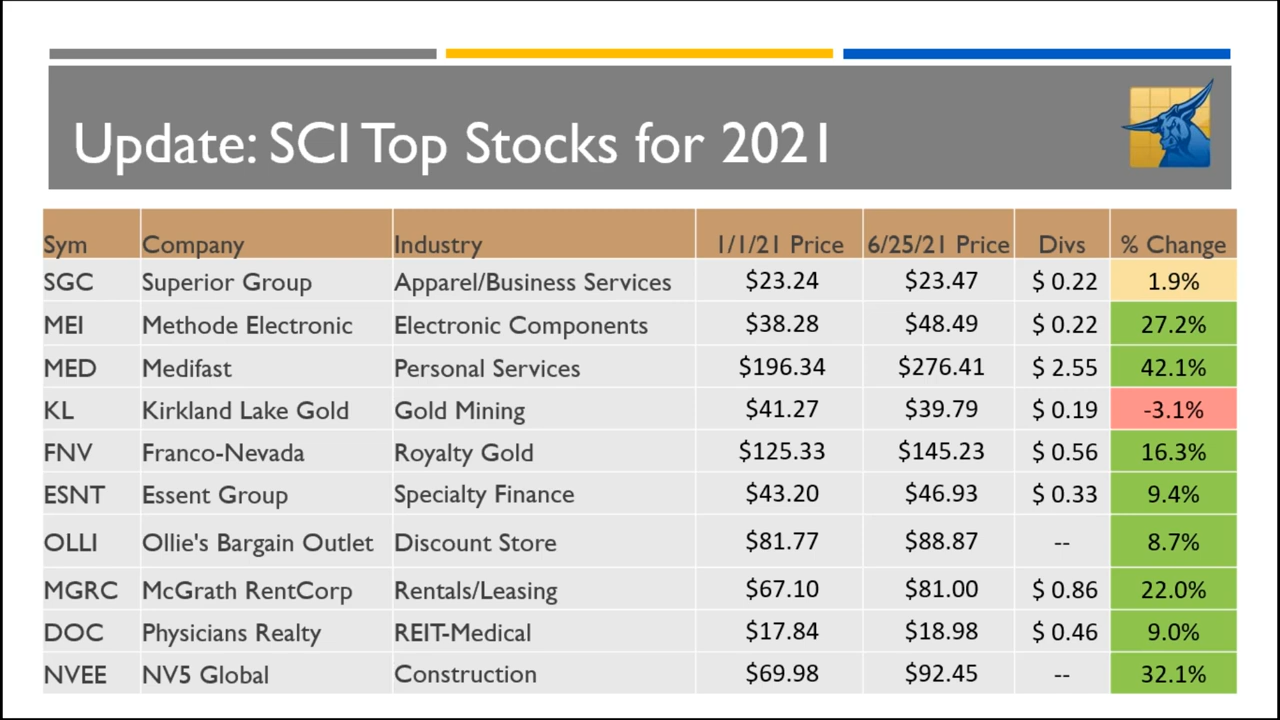 Update: SCI Top Stocks for 2021
Sym Company Industry 1/1/21 Price 6/25/21 Price Divs % Change
SGC Superior Group Apparel/Business Services $23.24 $23.47 $ 0.22 1.9%
MEI Methode Electronic Electronic Components $38.28 $48.49 $ 0.22 27.2%
MED Medifast Personal Services $196.34 $276.41 $ 2.55 42.1%
KL Kirkland Lake Gold Gold Mining $41.27 $39.79 $ 0.19 -3.1%
FNV Franco-Nevada Royalty Gold $125.33 $145.23 $ 0.56 16.3%
ESNT Essent Group Specialty Finance $43.20 $46.93 $ 0.33 9.4%
OLLI Ollie's Bargain Outlet Discount Store $81.77 $88.87 -- 8.7%
MGRC McGrath RentCorp Rentals/Leasing $67.10 $81.00 $ 0.86 22.0%
DOC Physicians Realty REIT-Medical $17.84 $18.98 $ 0.46 9.0%
NVEE NV5 Global Construction $69.98 $92.45 -- 32.1%